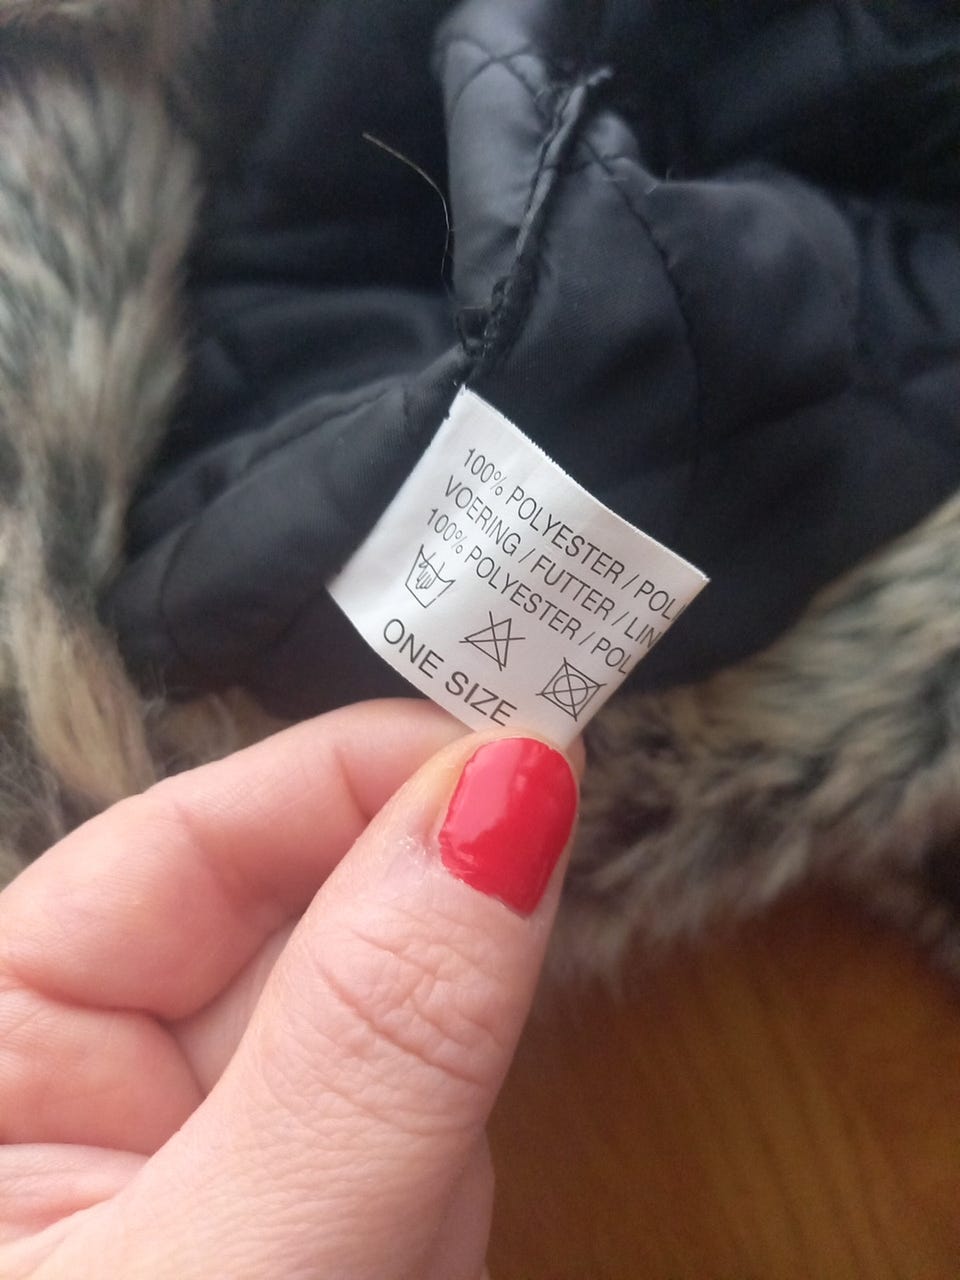 100% POLYESTER / POL
VOERING / FUTTER / LIN
100% POLYESTER / POL
ONE SIZE